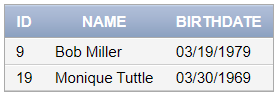 ID NAME BIRTHDATE
9 Bob Miller 03/19/1979
19 Monique Tuttle 03/30/1969